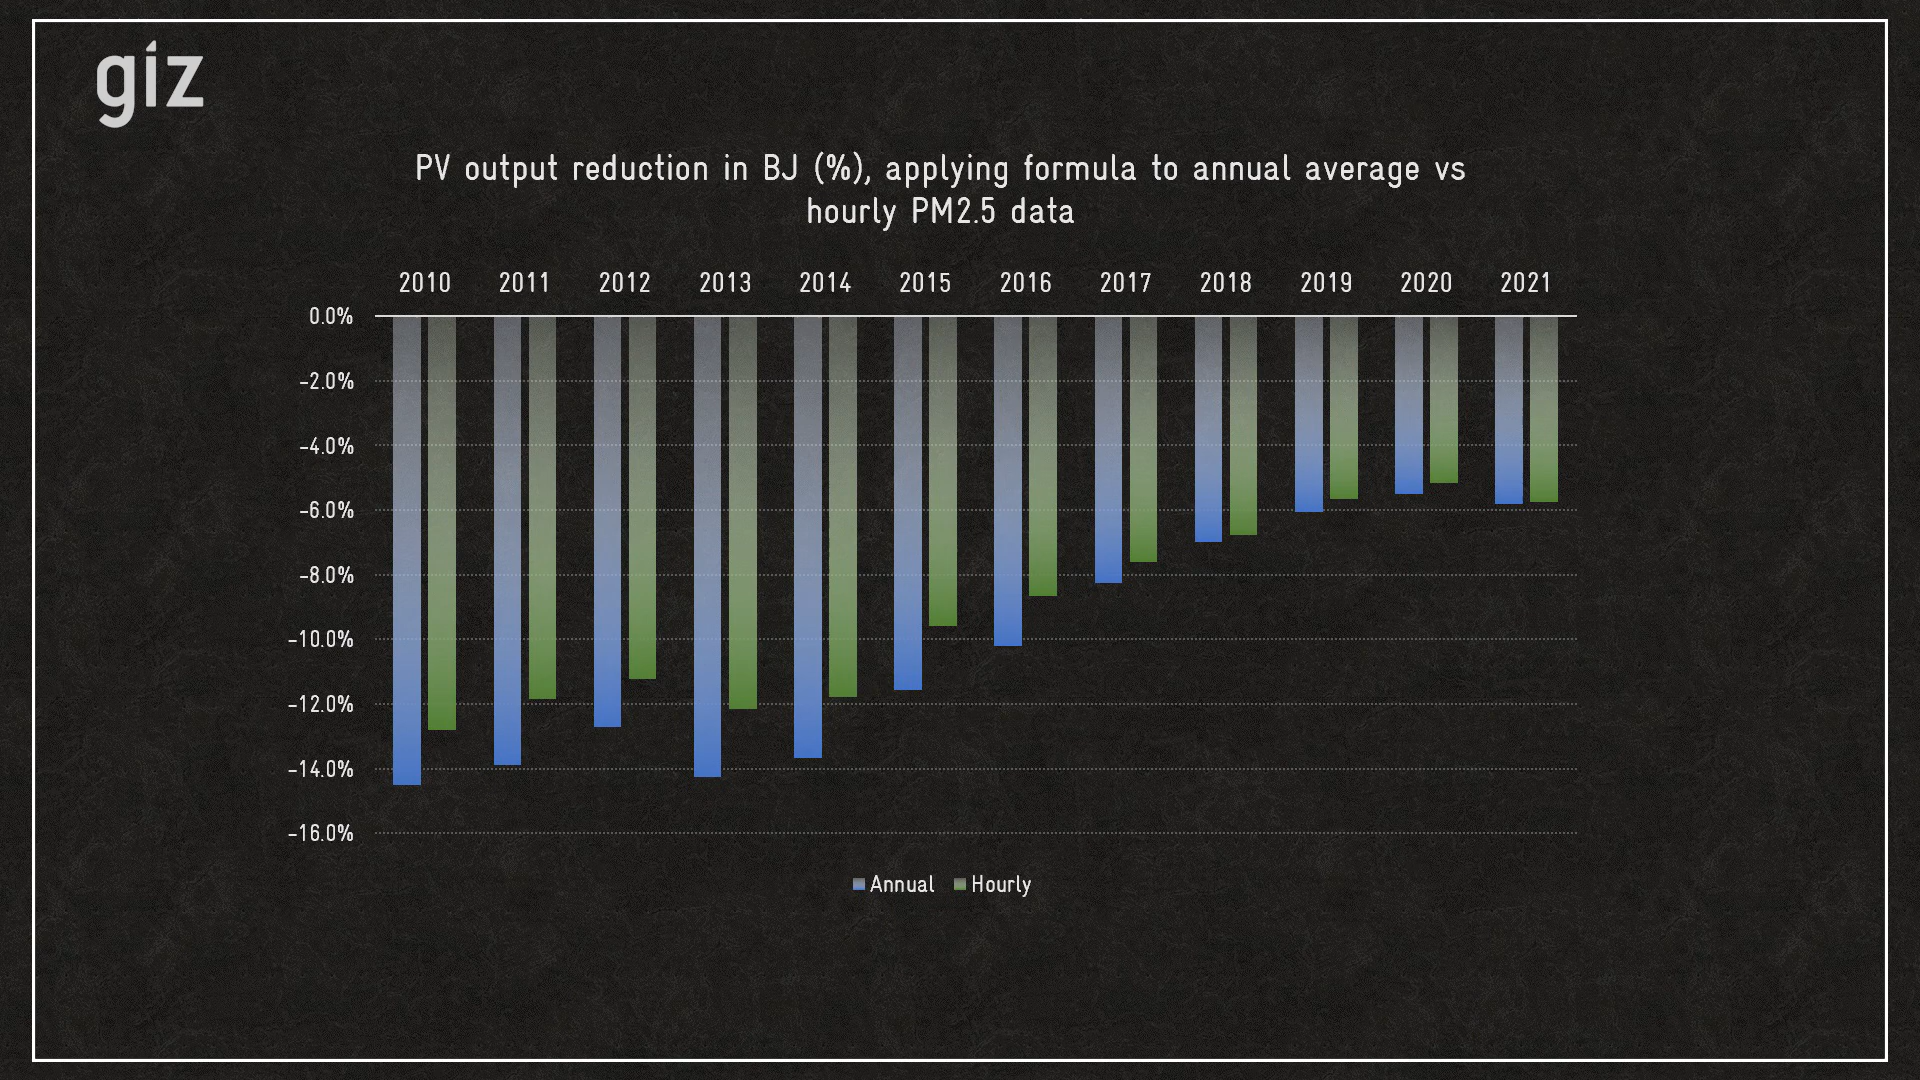 giz
PV output reduction in BJ (%), applying formula to annual average vs
hourly PM2.5 data
2010 2011 2012 2013 2014 2015 2016 2017 2018 2019 2020 2021
0.0%
-2.0%
-4.0%
-6.0%
-8.0%
-10.0%
-12.0%
-14.0%
-16.0%
Annual Hourly